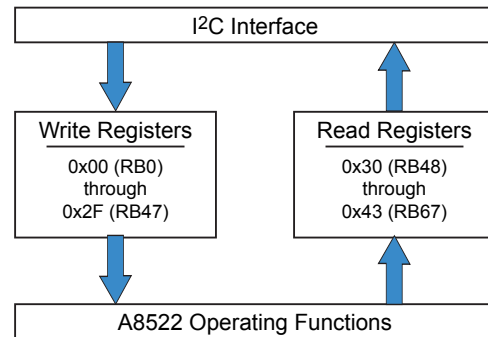 I²C Interface
Write Registers
0x00 (RB0)
through
0x2F (RB47)
Read Registers
0x30 (RB48)
through
0x43 (RB67)
A8522 Operating Functions